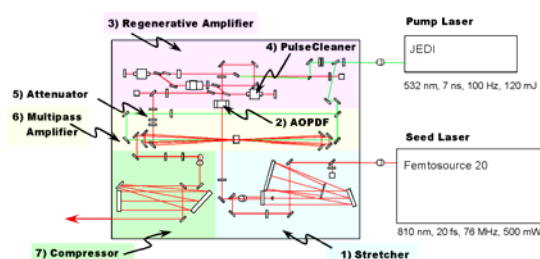 3) Regenerative Amplifier
Pump Laser
4) PulseCleaner
JEDI
532 nm, 7 ns, 100 Hz, 120 mJ
5) Attenuator
2) AOPDF
6) Multipass
Amplifier
Seed Laser
Femtosource 20
810 nm, 20 fs, 76 MHz, 500 mW
7) Compressor
1) Stretcher